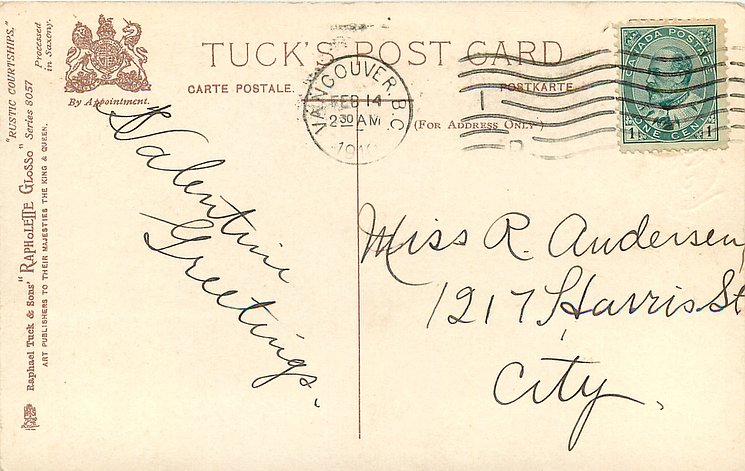 "RUSTIC COURTSHIPS,"
Processed in Saxony.
Raphael Tuck & Sons' "RAPHOLETTE GLOSSO" Series 8057
ART PUBLISHERS TO THEIR MAJESTIES THE KING & QUEEN.
By Appointment.
TUCK'S POST CARD
CARTE POSTALE.
POSTKARTE
(FOR ADDRESS ONLY)
VANCOUVER, B.C.
FEB 14
2 30 AM
CANADA POSTAGE
1 ONE CENT 1
Valentine
Greetings.
Miss R. Andersen,
1217 Harris St
City.